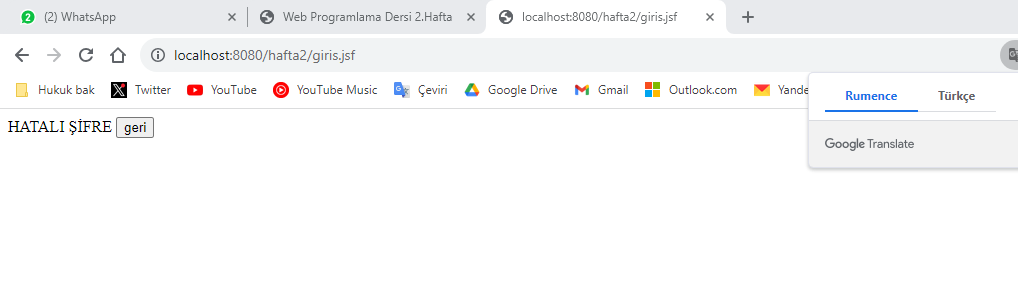 (2) WhatsApp Web Programlama Dersi 2.Hafta localhost:8080/hafta2/giris.jsf
localhost:8080/hafta2/giris.jsf
Hukuk bak Twitter YouTube YouTube Music Çeviri Google Drive Gmail Outlook.com Yande
Rumence Türkçe
Google Translate
HATALI ŞİFRE geri